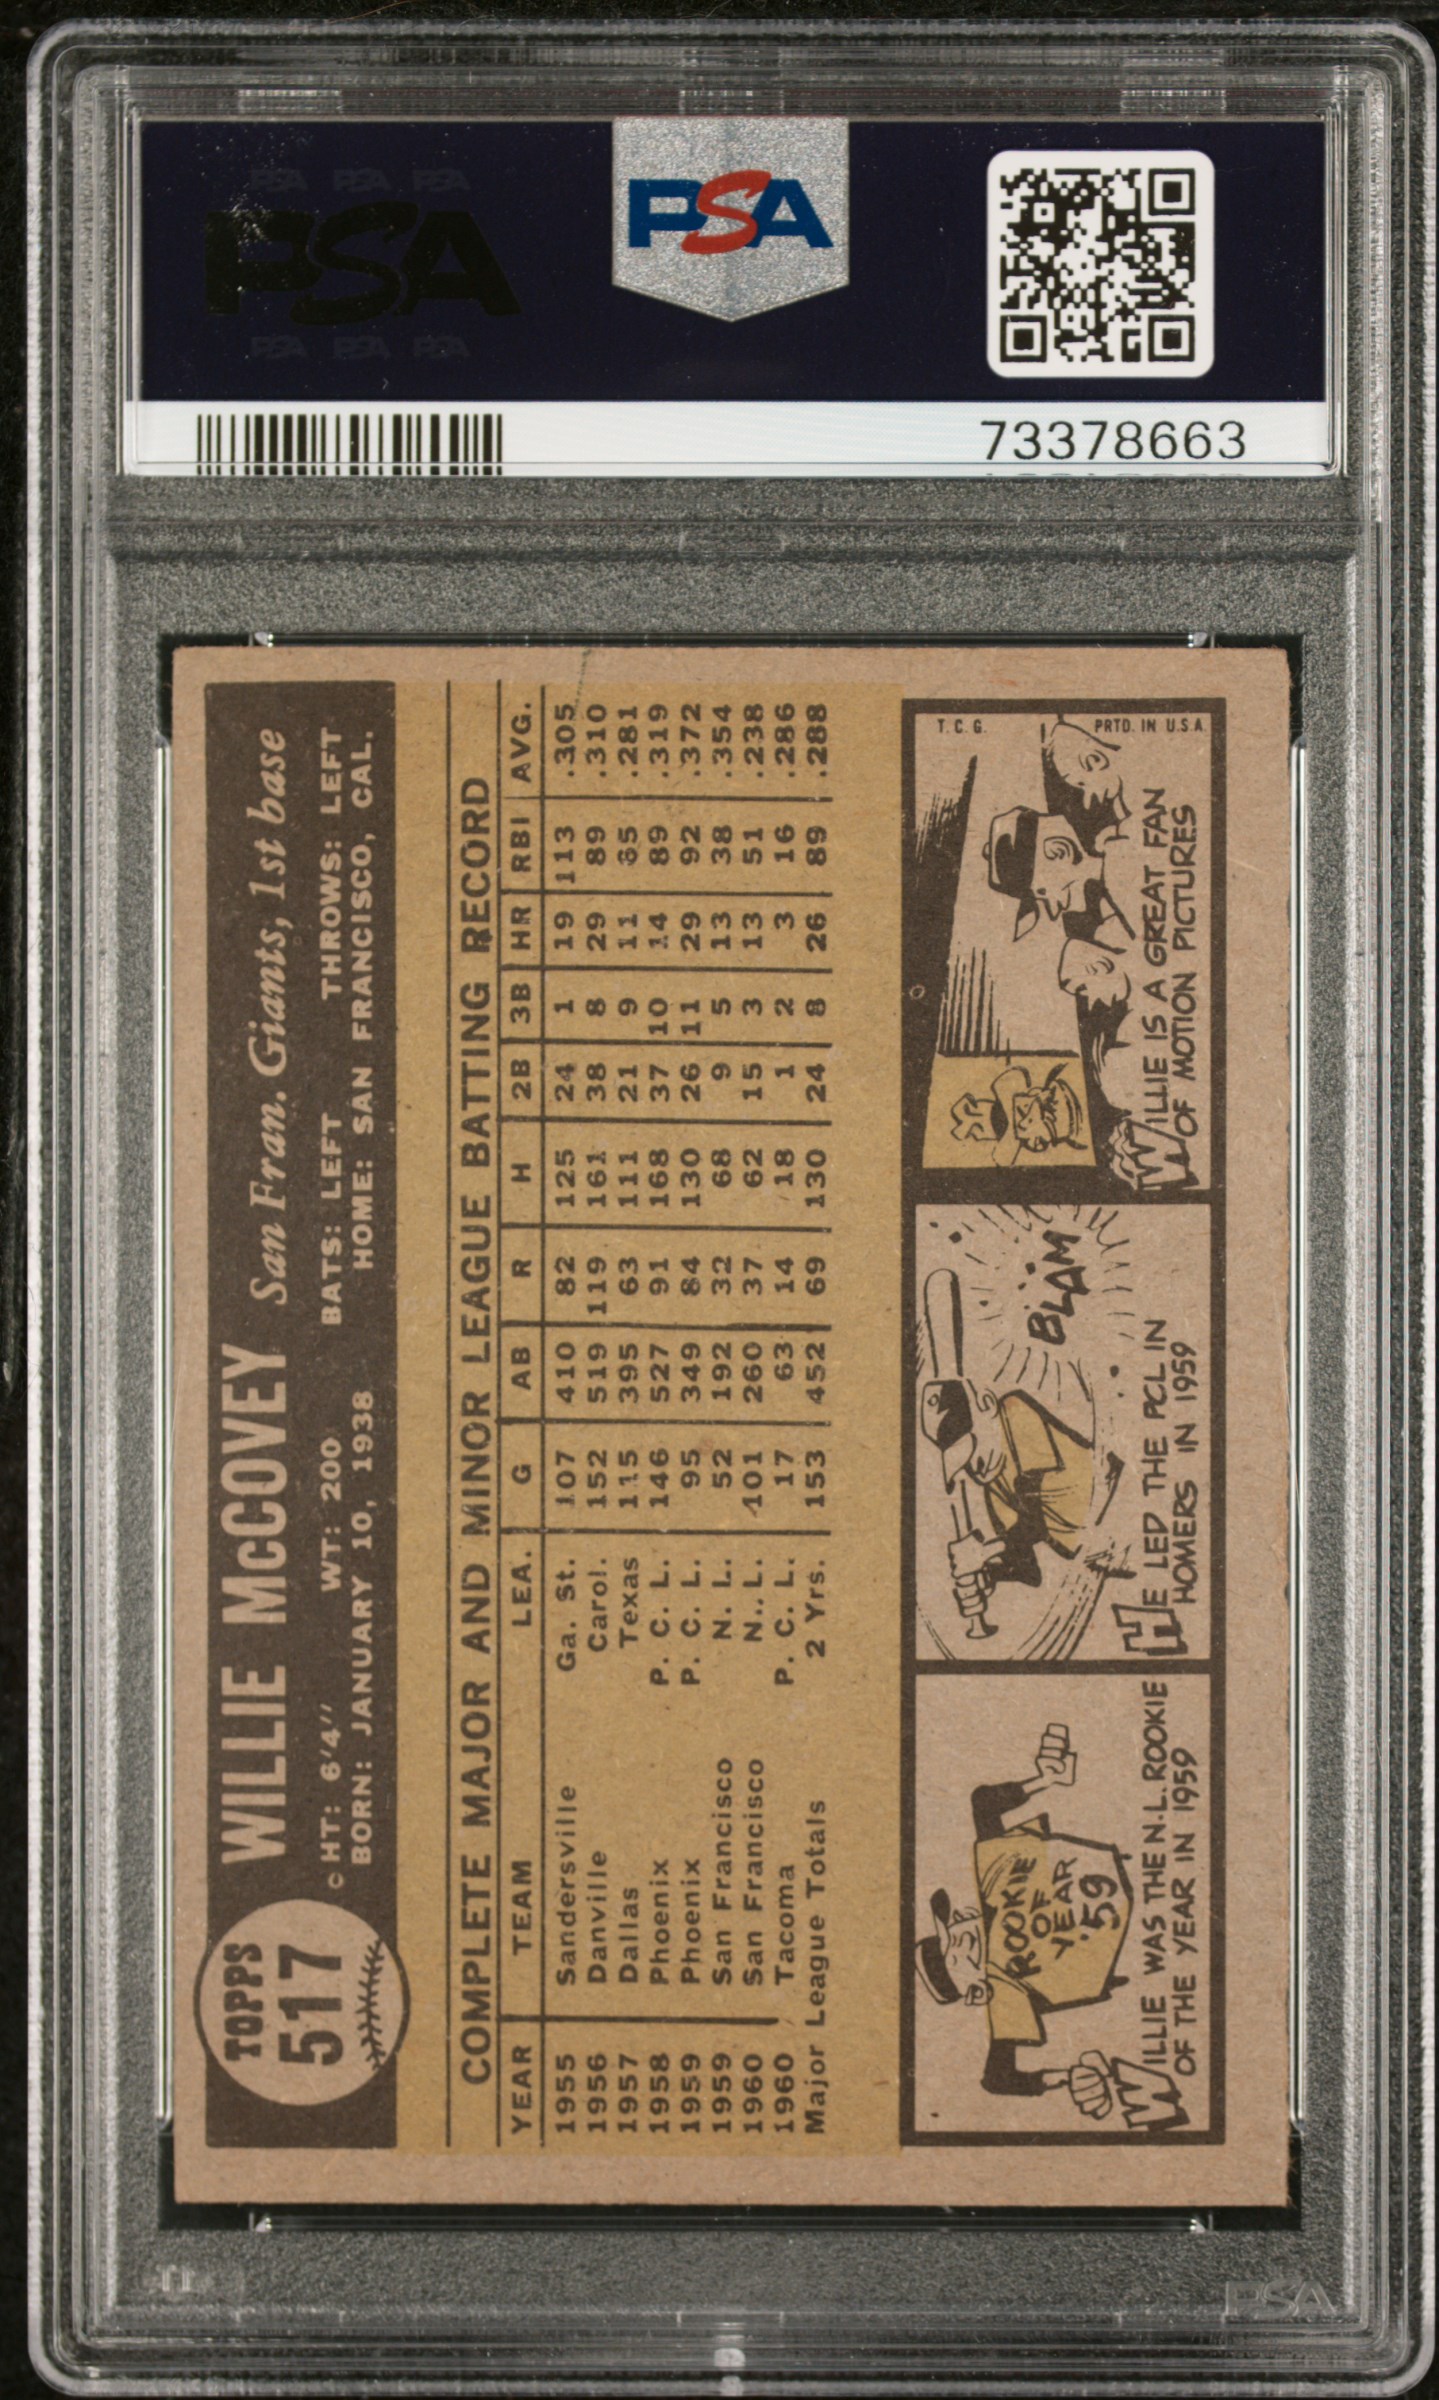 PSA PSA PSA
PSA
PSA PSA PSA
PSA
73378663
TOPPS
517
WILLIE McCOVEY San Fran. Giants, 1st base
© HT: 6'4" WT: 200 BATS: LEFT THROWS: LEFT
BORN: JANUARY 10, 1938 HOME: SAN FRANCISCO, CAL.
COMPLETE MAJOR AND MINOR LEAGUE BATTING RECORD
YEAR TEAM LEA. G AB R H 2B 3B HR RBI AVG.
1955 Sandersville Ga. St. 107 410 82 125 24 1 19 113 .305
1956 Danville Carol. 152 519 119 161 38 8 29 89 .310
1957 Dallas Texas 115 395 63 111 21 9 11 .281
1958 Phoenix P. C. L. 146 527 91 168 37 10 14 89 .319
1959 Phoenix P. C. L. 95 349 84 130 26 11 29 92 .372
1959 San Francisco N. L. 52 192 32 68 9 5 13 38 .354
1960 San Francisco N. L. 101 260 37 62 15 3 13 51 .238
1960 Tacoma P. C. L. 17 63 14 18 1 2 3 16 .286
Major League Totals 2 Yrs. 153 452 69 130 24 8 26 89 .288
ROOKIE
OF
YEAR
'59
WILLIE WAS THE N.L. ROOKIE
OF THE YEAR IN 1959
BLAM
HE LED THE PCL IN
HOMERS IN 1959
T. C. G.
PRTD. IN U.S.A.
WILLIE IS A GREAT FAN
OF MOTION PICTURES
PSA